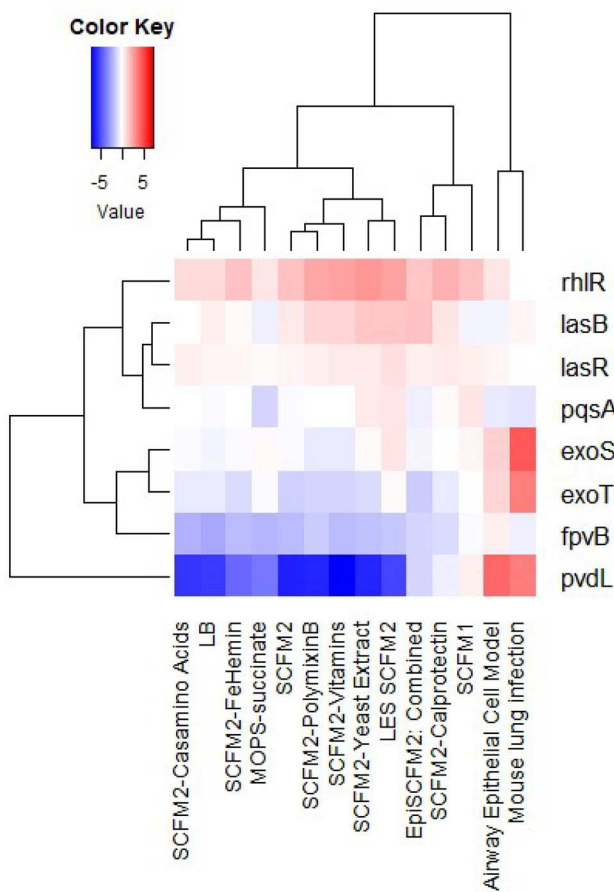 Color Key
-5 5
Value
rhlR
lasB
lasR
pqsA
exoS
exoT
fpvB
pvdL
SCFM2-Casamino Acids
LB
SCFM2-FeHemin
MOPS-succinate
SCFM2
SCFM2-PolymixinB
SCFM2-Vitamins
SCFM2-Yeast Extract
LES SCFM2
EpiSCFM2: Combined
SCFM2-Calprotectin
SCFM1
Airway Epithelial Cell Model
Mouse lung infection